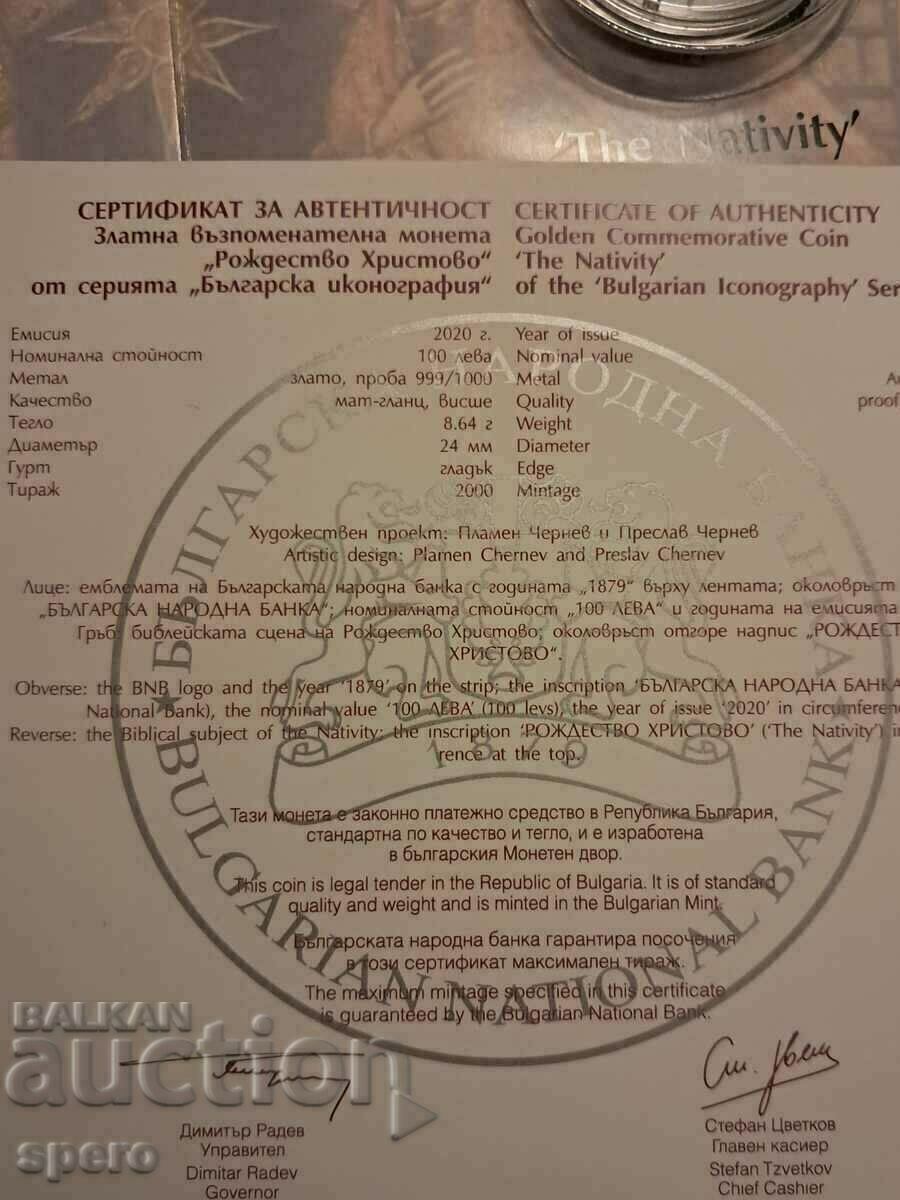 'The Nativity'
СЕРТИФИКАТ ЗА АВТЕНТИЧНОСТ
Златна възпоменателна монета
„Рождество Христово“
от серията „Българска иконография“
CERTIFICATE OF AUTHENTICITY
Golden Commemorative Coin
'The Nativity'
of the 'Bulgarian Iconography' Ser
Емисия 2020 г.
Номинална стойност 100 лева
Метал злато, проба 999/1000
Качество мат-гланц, висше
Тегло 8.64 г
Диаметър 24 мм
Гурт гладък
Тираж 2000
Year of issue
Nominal value
Metal
Quality proof
Weight
Diameter
Edge
Mintage
Художествен проект: Пламен Чернев и Преслав Чернев
Artistic design: Plamen Chernev and Preslav Chernev
Лице: емблемата на Българската народна банка с годината „1879“ върху лентата; околовръст
„БЪЛГАРСКА НАРОДНА БАНКА“; номиналната стойност „100 ЛЕВА“ и годината на емисията
Гръб: библейската сцена на Рождество Христово; околовръст отгоре надпис „РОЖДЕСТ
ХРИСТОВО“.
Obverse: the BNB logo and the year '1879' on the strip; the inscription 'БЪЛГАРСКА НАРОДНА БАНКА
National Bank), the nominal value '100 ЛЕВА' (100 levs), the year of issue '2020' in circumferen
Reverse: the Biblical subject of the Nativity; the inscription 'РОЖДЕСТВО ХРИСТОВО' ('The Nativity') in
rence at the top.
Тази монета е законно платежно средство в Република България,
стандартна по качество и тегло, и е изработена
в българския Монетен двор.
This coin is legal tender in the Republic of Bulgaria. It is of standard
quality and weight and is minted in the Bulgarian Mint.
Българската народна банка гарантира посочения
в този сертификат максимален тираж.
The maximum mintage specified in this certificate
is guaranteed by the Bulgarian National Bank.
Димитър Радев
Управител
Dimitar Radev
Governor
Стефан Цветков
Главен касиер
Stefan Tzvetkov
Chief Cashier
БЪЛГАРСКА НАРОДНА БАНКА
BULGARIAN NATIONAL BANK
1879
BALKAN
auction
spero